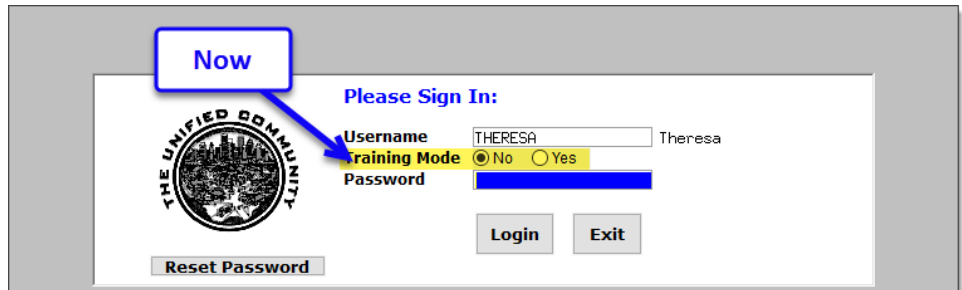 Now
Please Sign In:
Username THERESA Theresa
Training Mode No Yes
Password
Login Exit
THE UNIFIED COMMUNITY
Reset Password